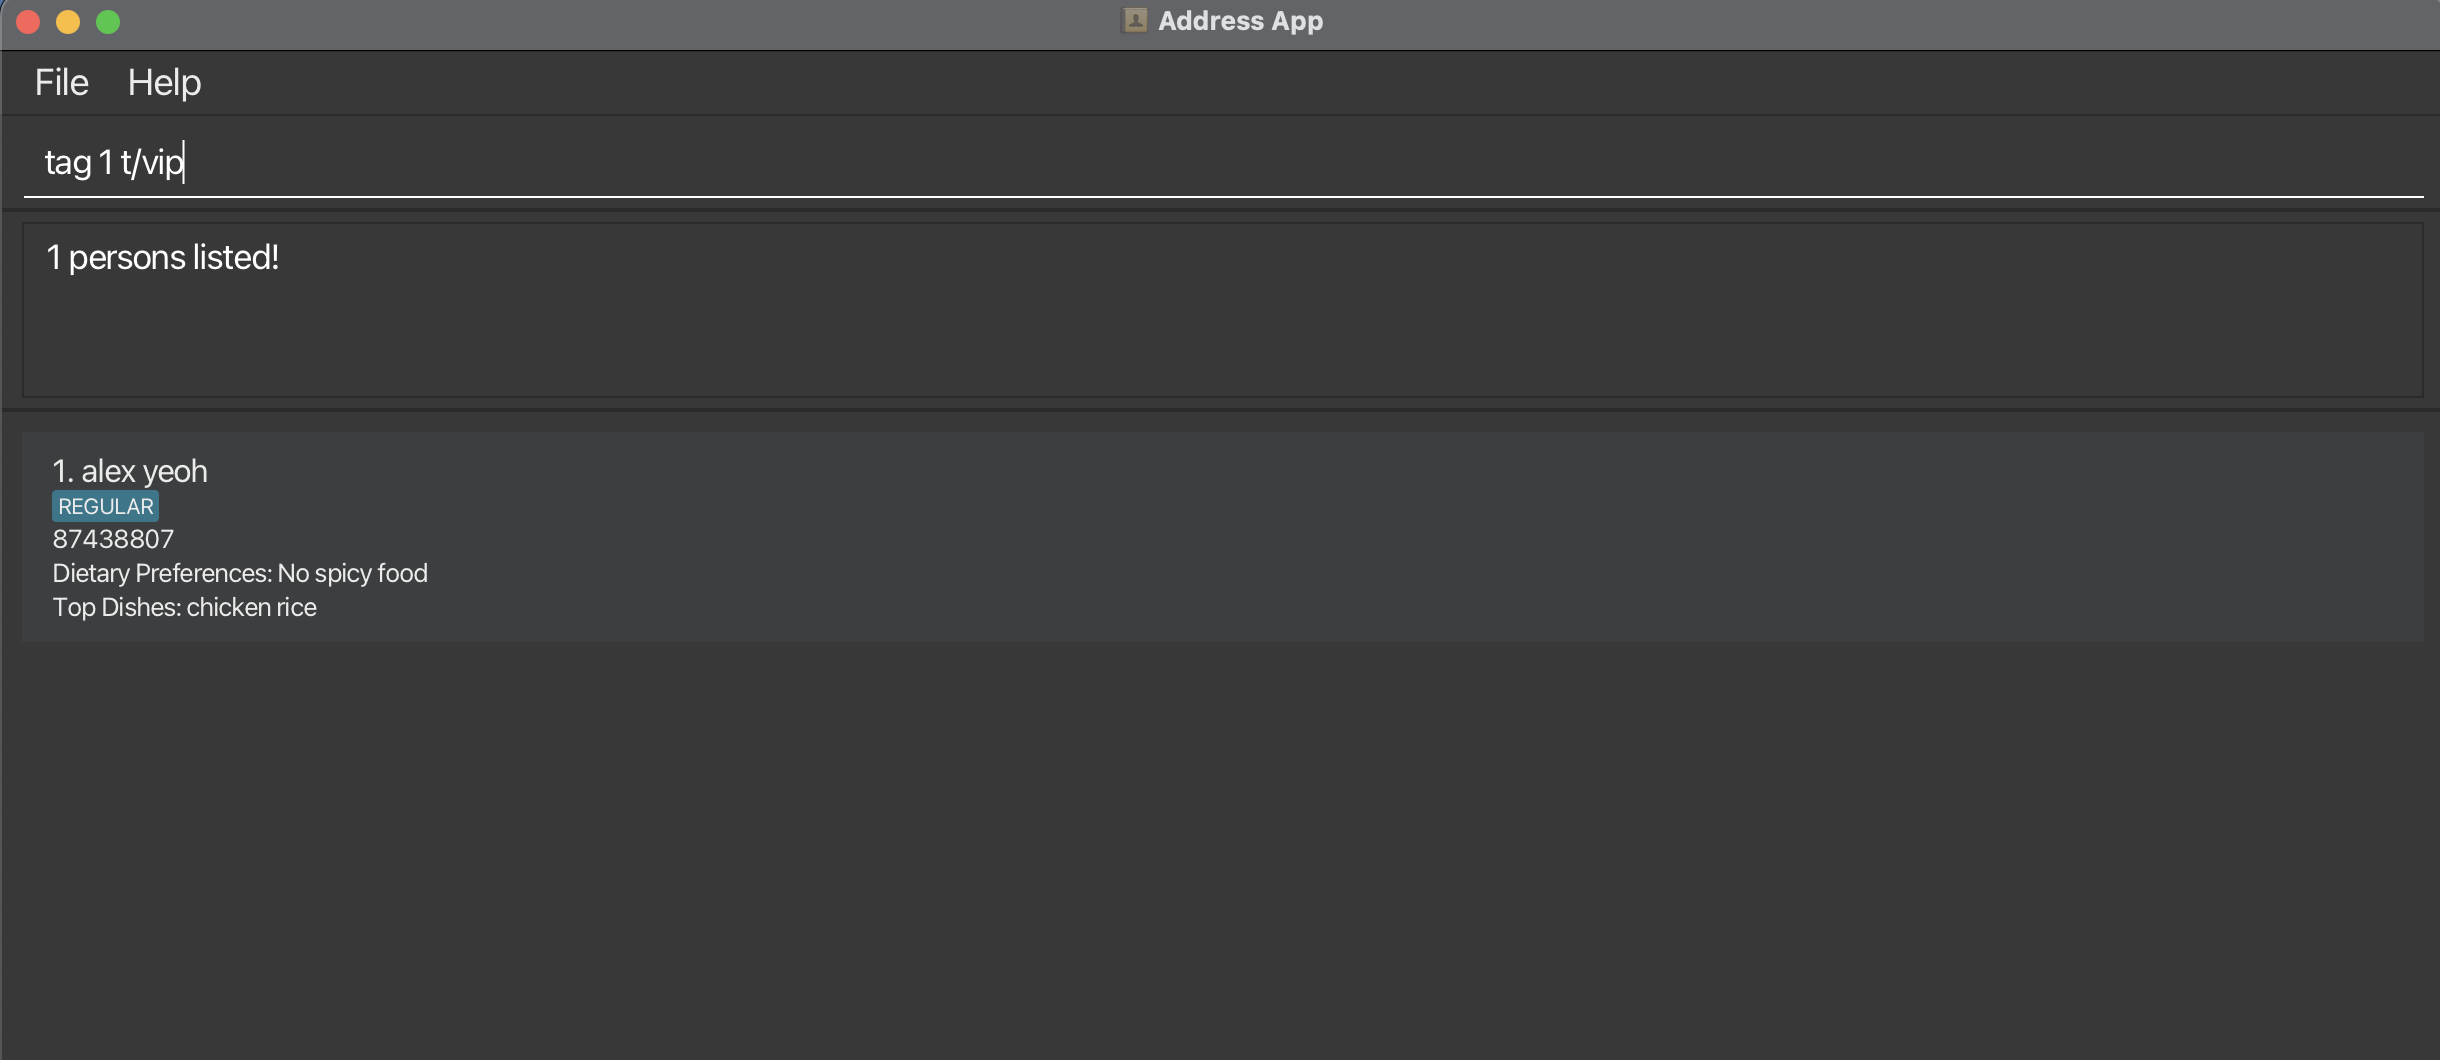 Address App
File Help
tag 1 t/vip
1 persons listed!
1. alex yeoh
REGULAR
87438807
Dietary Preferences: No spicy food
Top Dishes: chicken rice